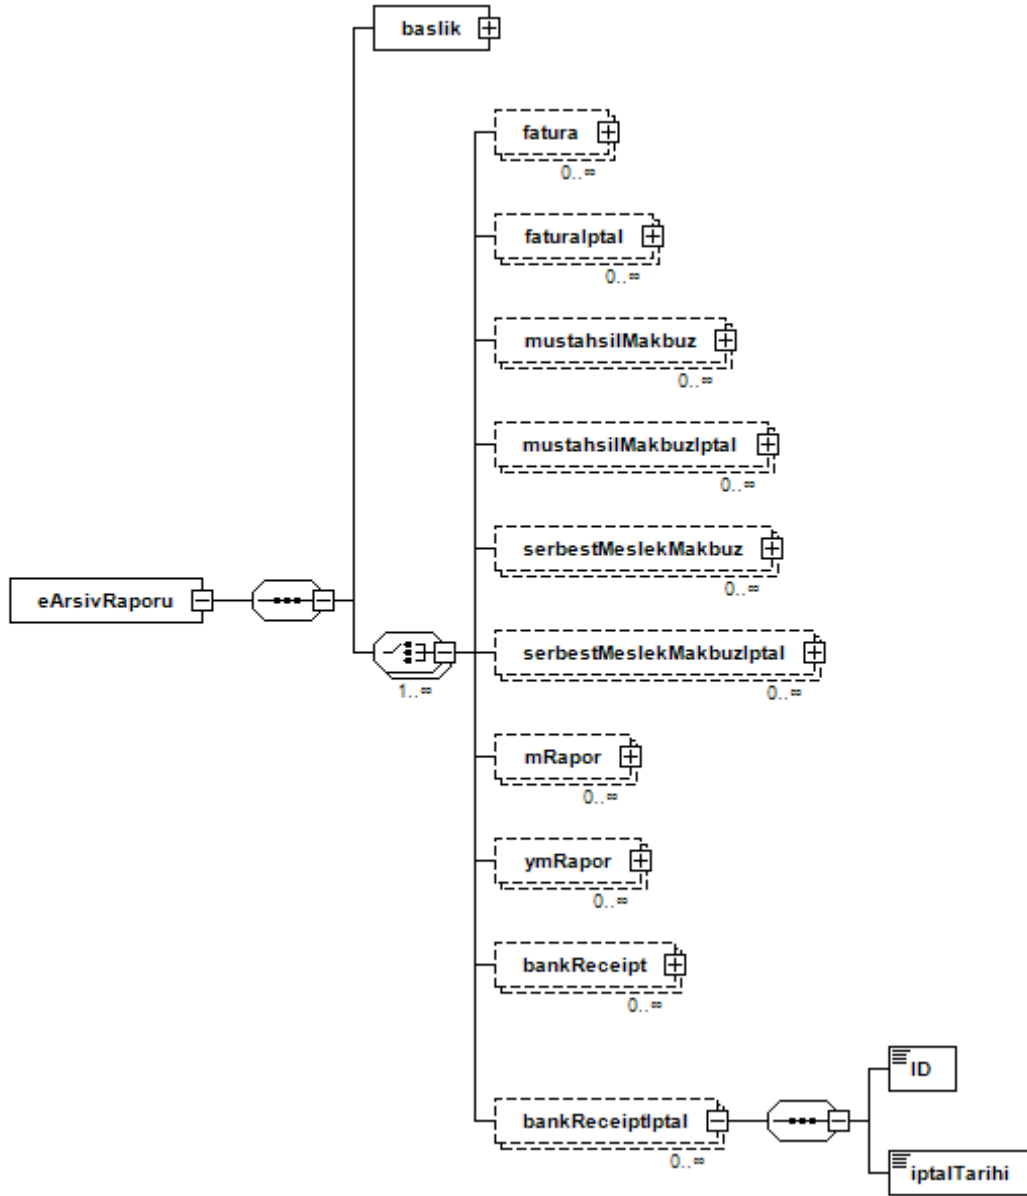 baslik
fatura
0..∞
faturaIptal
0..∞
mustahsilMakbuz
0..∞
mustahsilMakbuzIptal
0..∞
serbestMeslekMakbuz
0..∞
eArsivRaporu
serbestMeslekMakbuzIptal
1..∞
0..∞
mRapor
0..∞
ymRapor
0..∞
bankReceipt
0..∞
ID
bankReceiptIptal
0..∞
iptalTarihi